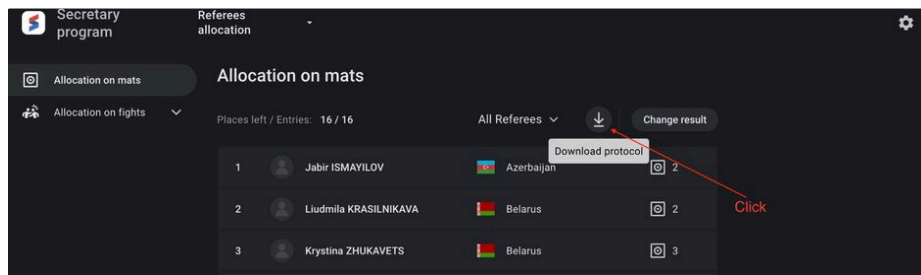 Secretary
program
Referees
allocation
Allocation on mats
Allocation on fights
Allocation on mats
Places left / Entries: 16 / 16
All Referees
Change result
Download protocol
1 Jabir ISMAYILOV Azerbaijan 2
2 Liudmila KRASILNIKAVA Belarus 2
Click
3 Krystina ZHUKAVETS Belarus 3